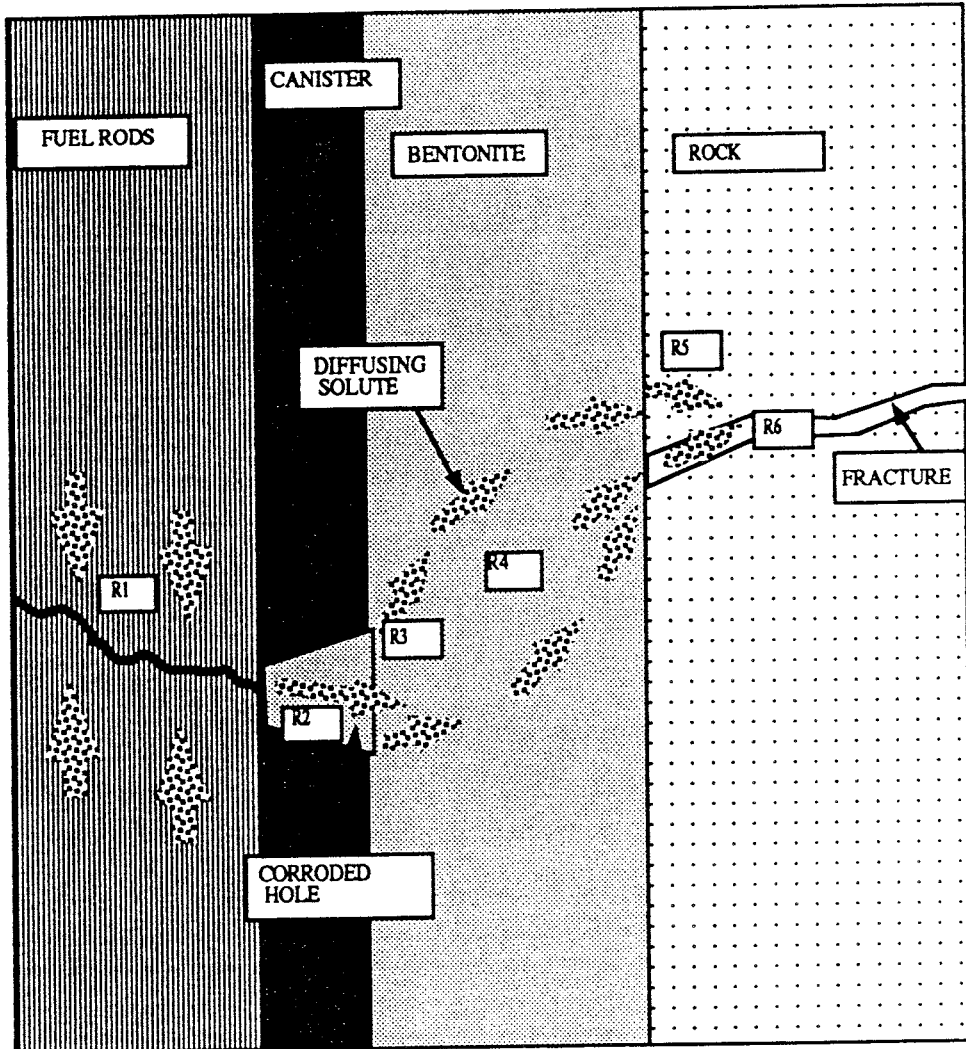 CANISTER
FUEL RODS
BENTONITE
ROCK
R5
DIFFUSING
SOLUTE
R6
FRACTURE
R4
R1
R3
R2
CORRODED
HOLE